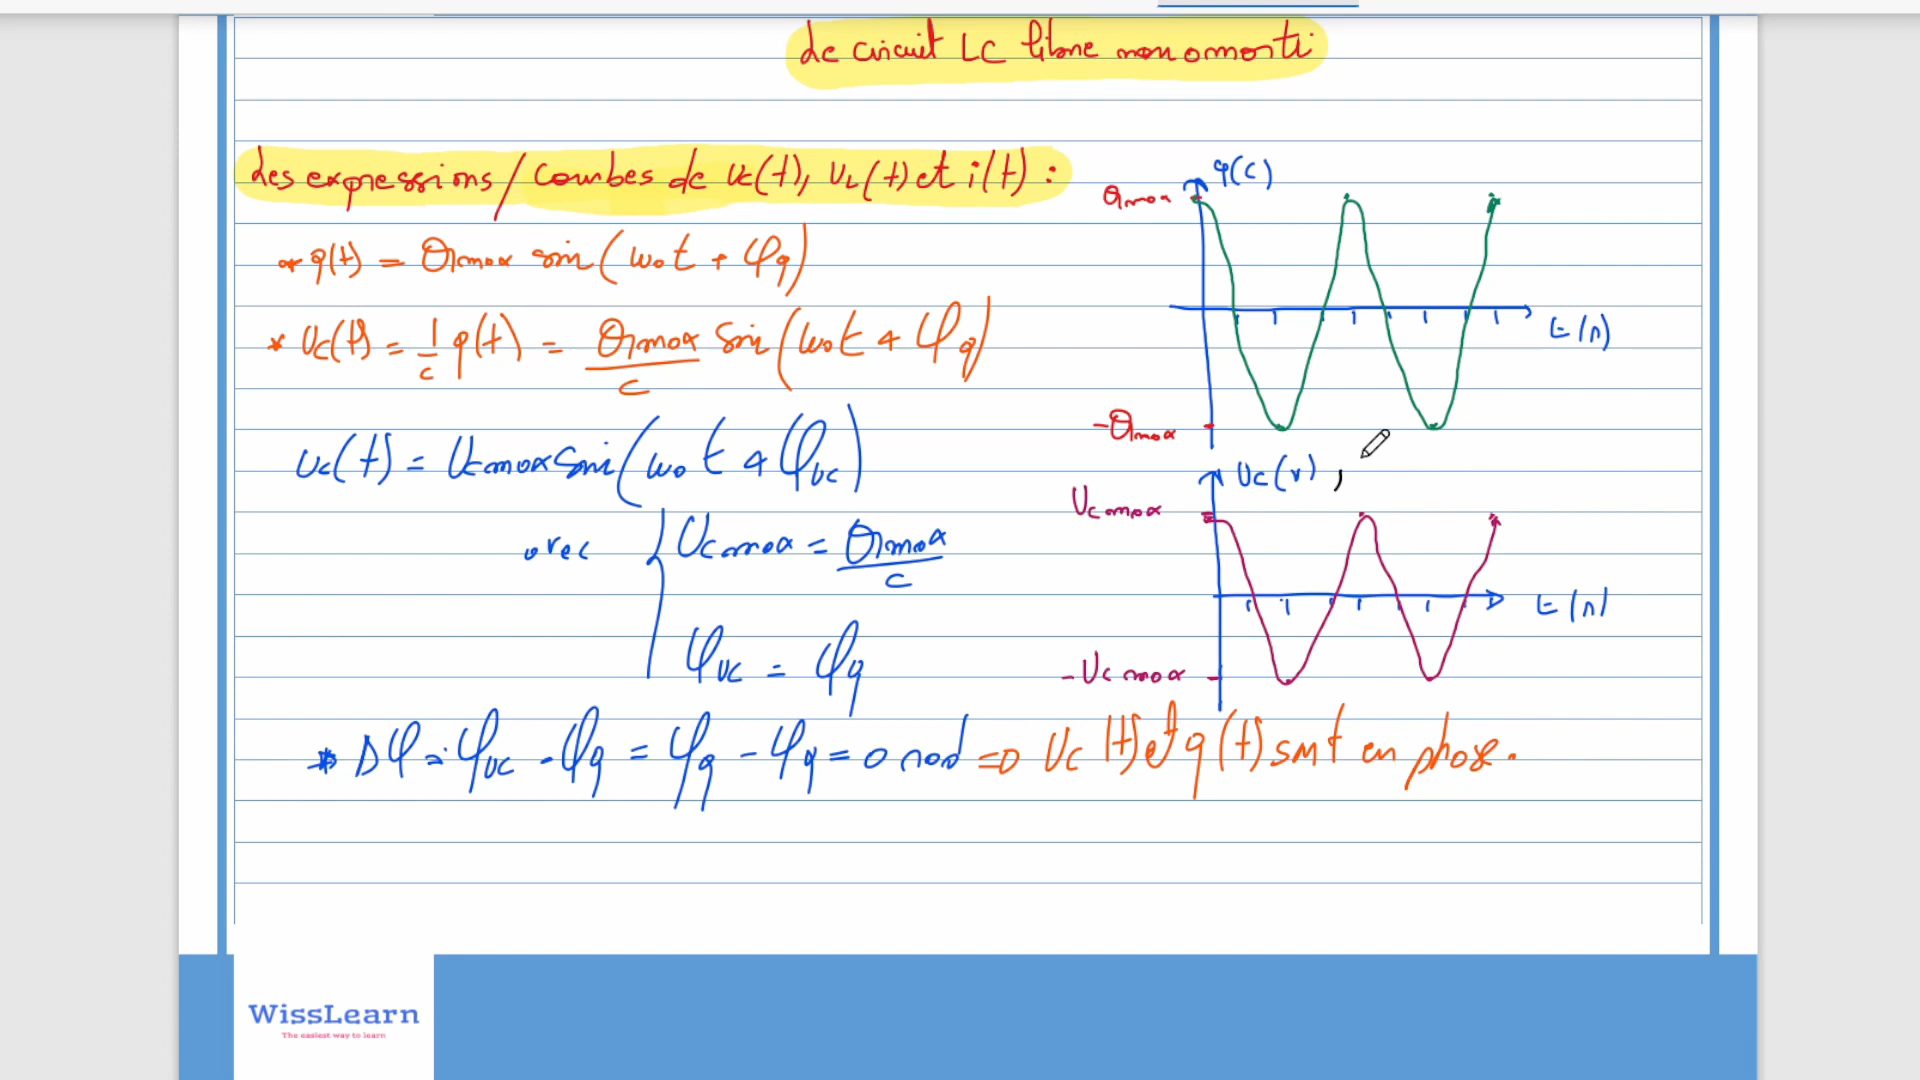 Le circuit LC libre non amorti
Les expressions / Courbes de Uc(t), UL(t) et i(t) :
* q(t) = Qmax sin(ω₀t + φq)
* Uc(t) = 1/C q(t) = Qmax/C sin(ω₀t + φq)
uc(t) = Ucmax sin(ω₀t + φuc)
avec { Ucmax = Qmax/C
φuc = φq
* Δφ = φuc - φq = φq - φq = 0 rad => Uc(t) et q(t) sont en phase.
q(C)
Qmax
t(s)
-Qmax
Uc(V),
Ucmax
t(s)
-Ucmax
WissLearn
The easiest way to learn